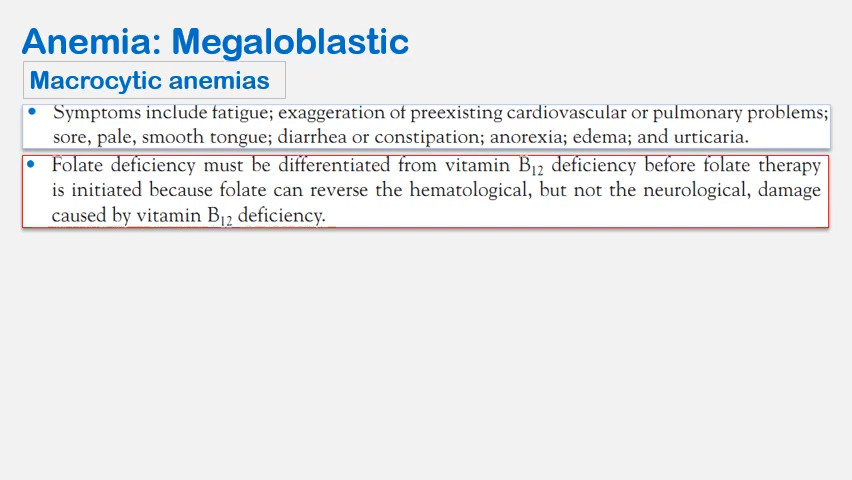 Anemia: Megaloblastic
Macrocytic anemias
• Symptoms include fatigue; exaggeration of preexisting cardiovascular or pulmonary problems;
sore, pale, smooth tongue; diarrhea or constipation; anorexia; edema; and urticaria.
• Folate deficiency must be differentiated from vitamin B12 deficiency before folate therapy
is initiated because folate can reverse the hematological, but not the neurological, damage
caused by vitamin B12 deficiency.